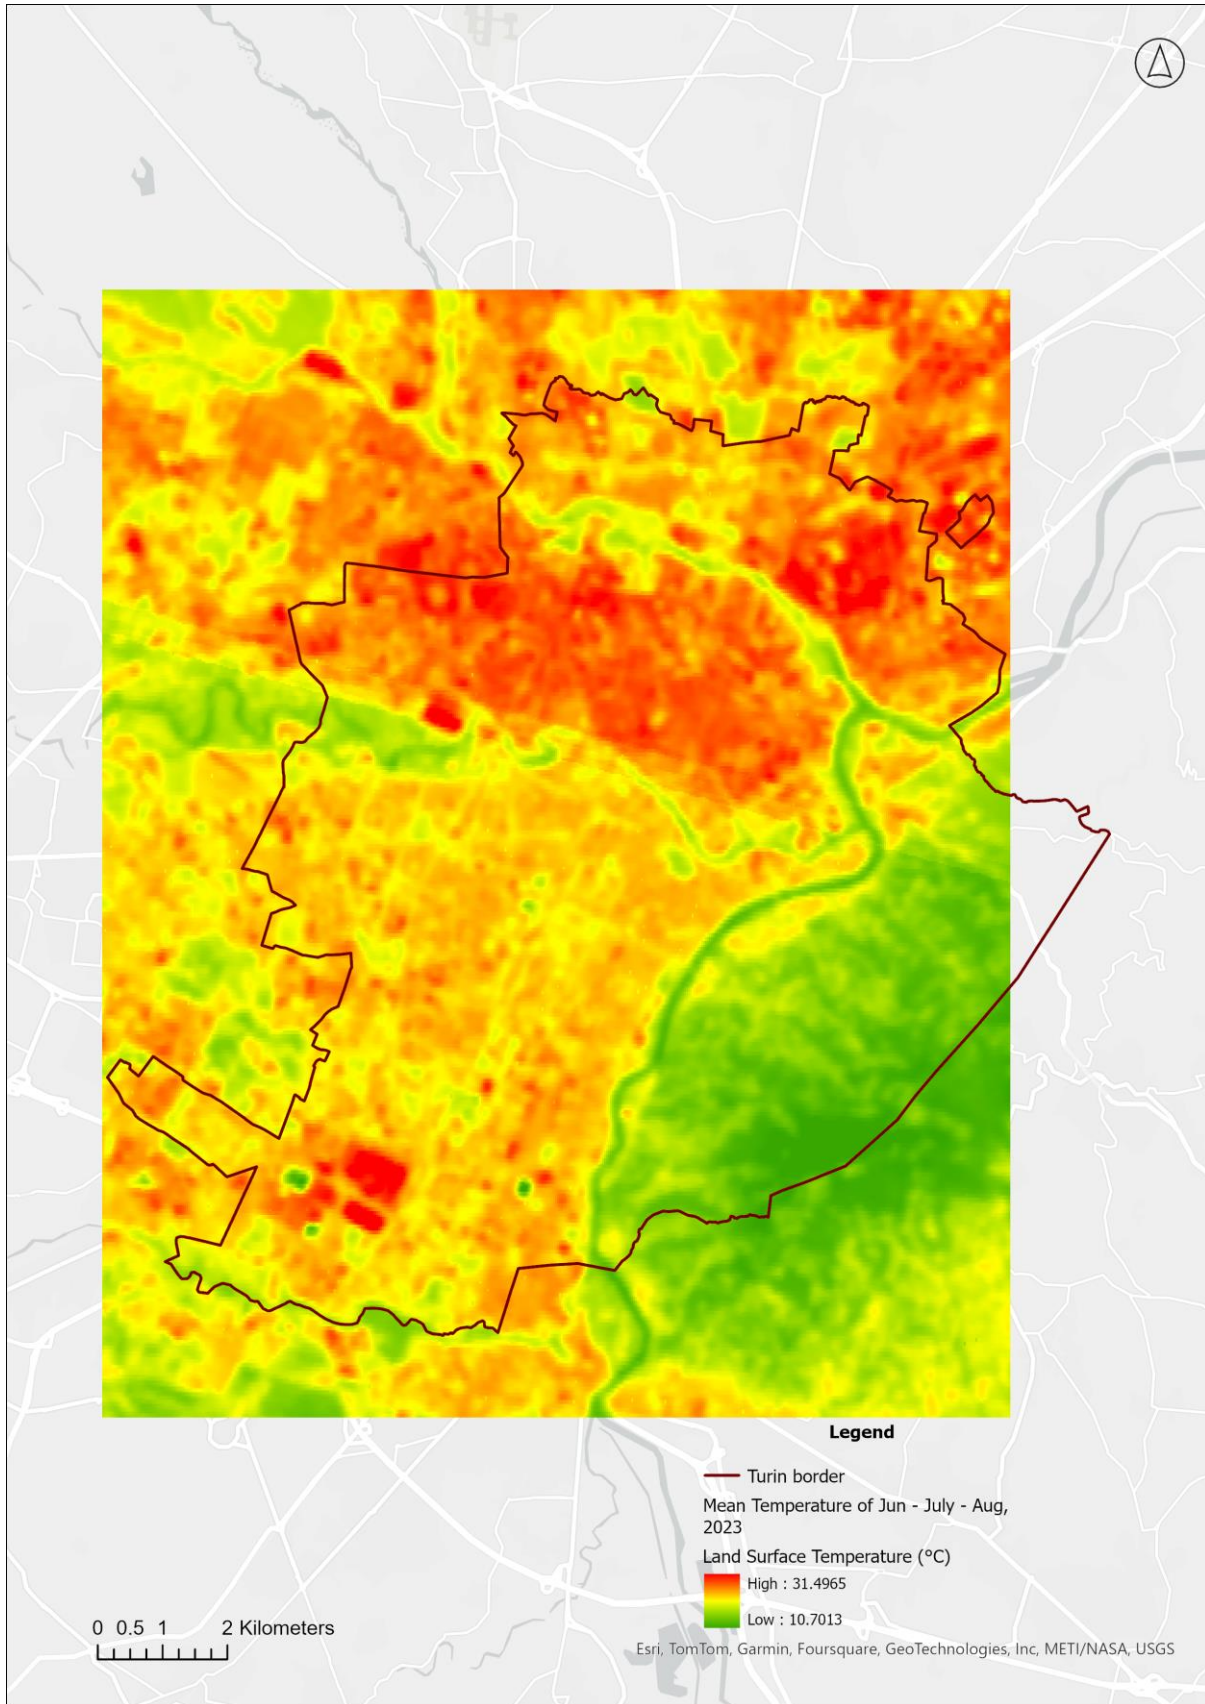 Legend
Turin border
Mean Temperature of Jun - July - Aug,
2023
Land Surface Temperature (°C)
High : 31.4965
Low : 10.7013
0 0.5 1 2 Kilometers
Esri, TomTom, Garmin, Foursquare, GeoTechnologies, Inc, METI/NASA, USGS